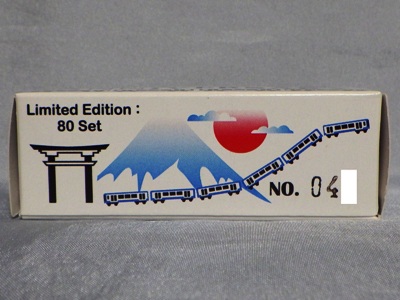 Limited Edition :
80 Set
NO. 04